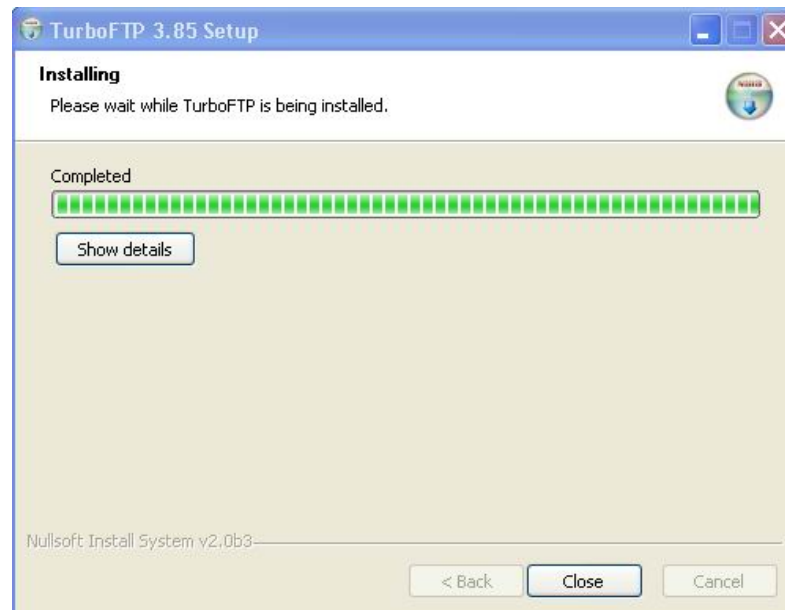 TurboFTP 3.85 Setup
Installing
Please wait while TurboFTP is being installed.
Completed
Show details
Nullsoft Install System v2.0b3
< Back Close Cancel